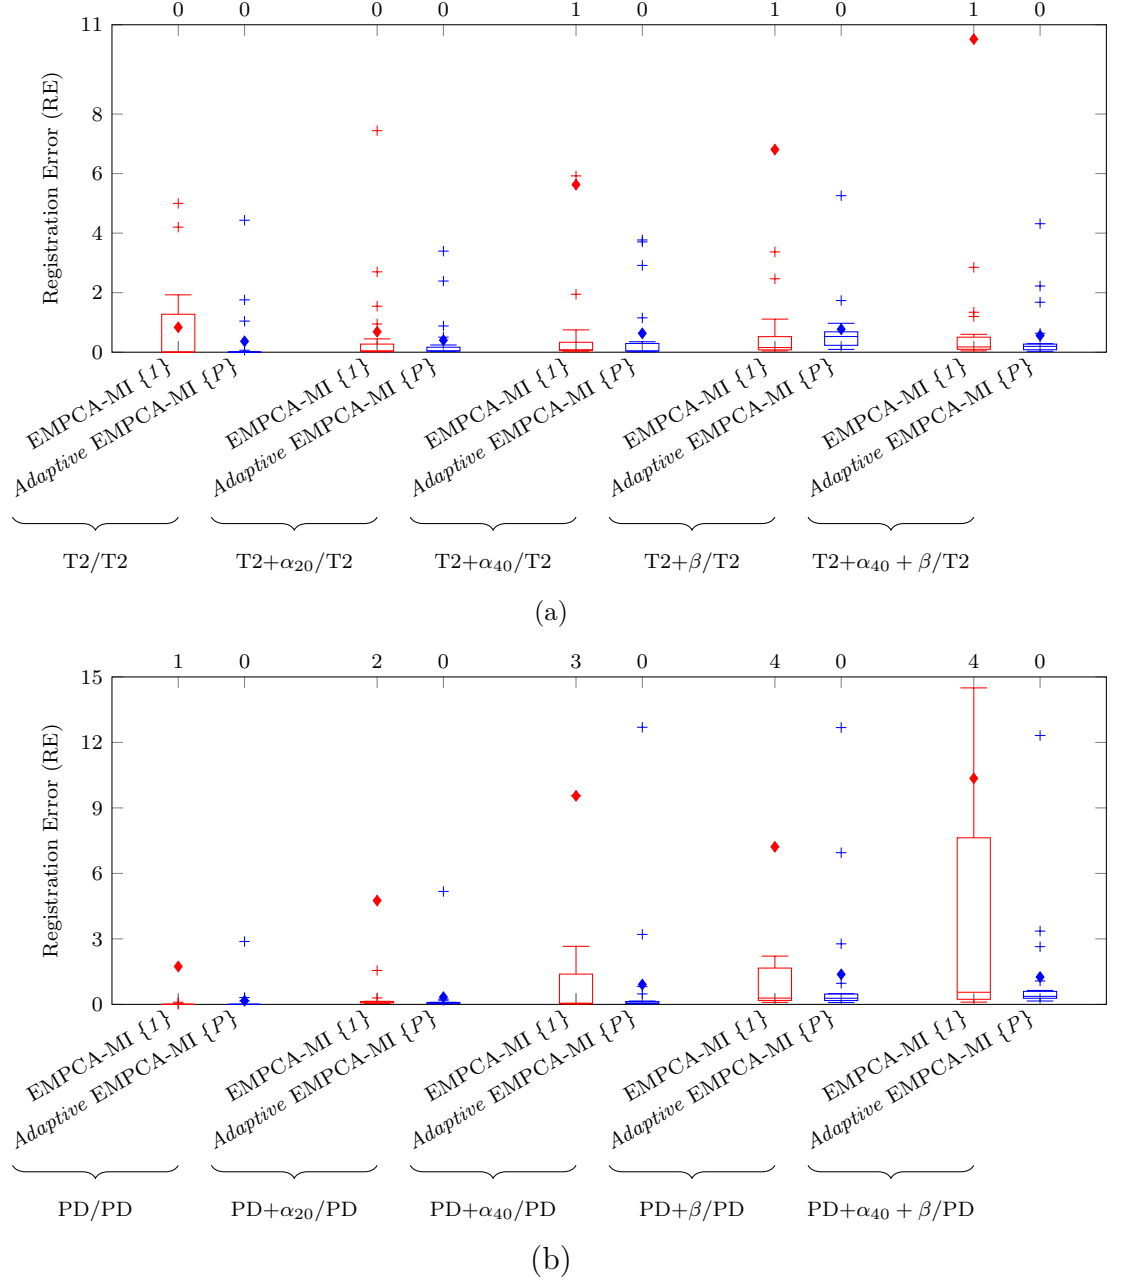 0 0 0 0 1 0 1 0 1 0
11
8
6
4
2
0
Registration Error (RE)
EMPCA-MI {1}
Adaptive EMPCA-MI {P}
EMPCA-MI {1}
Adaptive EMPCA-MI {P}
EMPCA-MI {1}
Adaptive EMPCA-MI {P}
EMPCA-MI {1}
Adaptive EMPCA-MI {P}
EMPCA-MI {1}
Adaptive EMPCA-MI {P}
T2/T2 T2+α₂₀/T2 T2+α₄₀/T2 T2+β/T2 T2+α₄₀ + β/T2
(a)
1 0 2 0 3 0 4 0 4 0
15
12
9
6
3
0
Registration Error (RE)
EMPCA-MI {1}
Adaptive EMPCA-MI {P}
EMPCA-MI {1}
Adaptive EMPCA-MI {P}
EMPCA-MI {1}
Adaptive EMPCA-MI {P}
EMPCA-MI {1}
Adaptive EMPCA-MI {P}
EMPCA-MI {1}
Adaptive EMPCA-MI {P}
PD/PD PD+α₂₀/PD PD+α₄₀/PD PD+β/PD PD+α₄₀ + β/PD
(b)